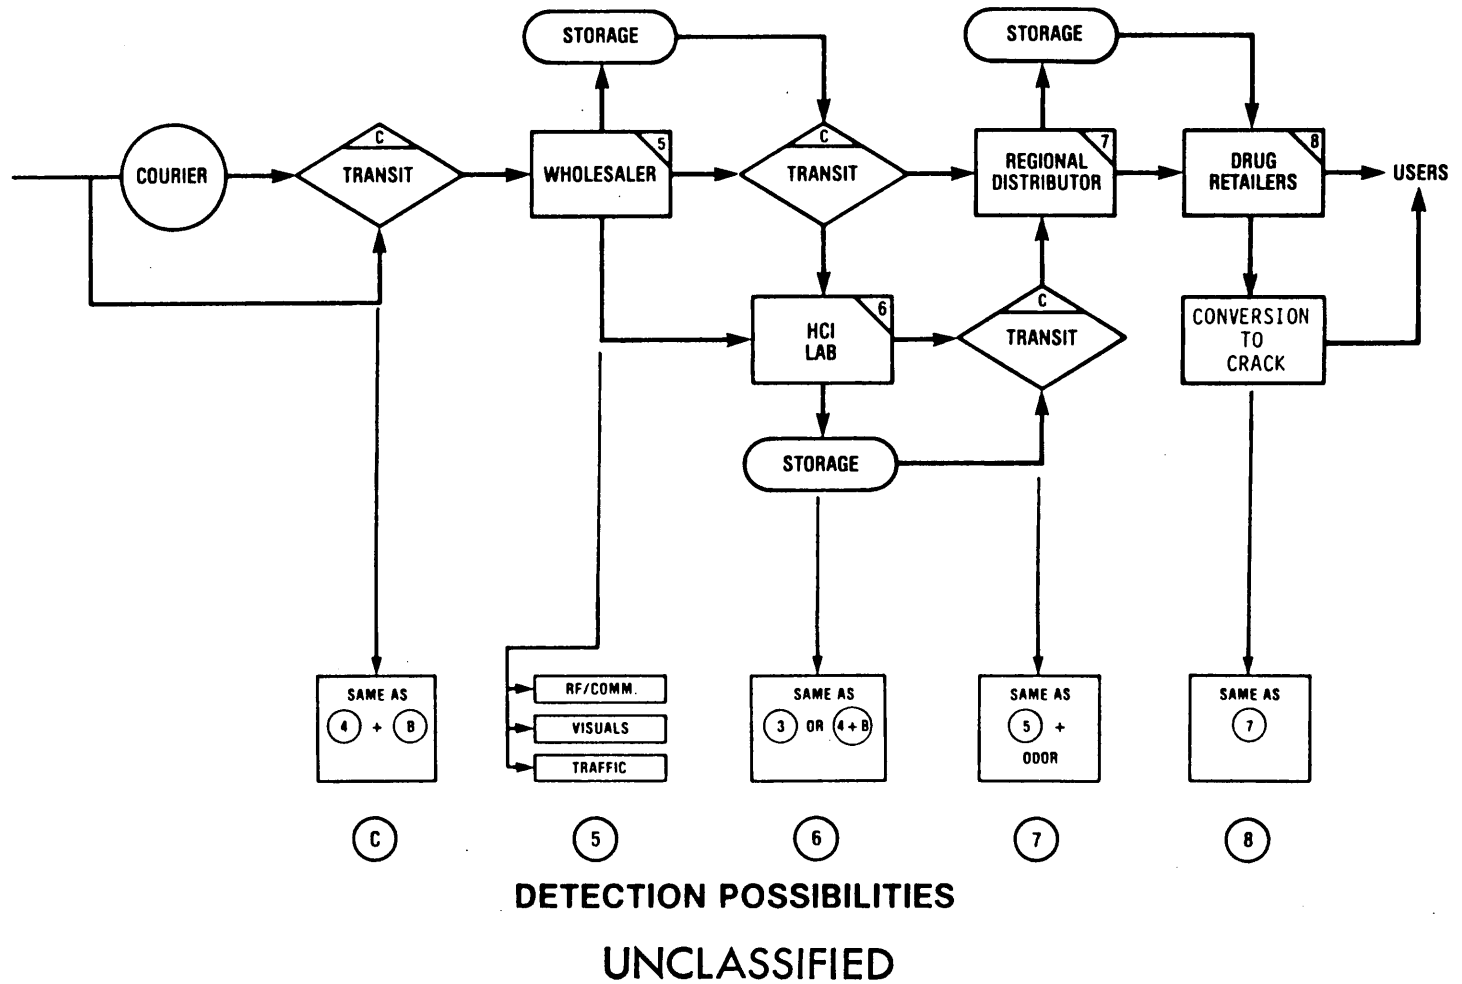 STORAGE
STORAGE
COURIER
C
TRANSIT
WHOLESALER
5
C
TRANSIT
REGIONAL
DISTRIBUTOR
7
DRUG
RETAILERS
8
USERS
HCI
LAB
6
C
TRANSIT
CONVERSION
TO
CRACK
STORAGE
SAME AS
4 + B
RF/COMM.
VISUALS
TRAFFIC
SAME AS
3 OR 4+B
SAME AS
5 +
ODOR
SAME AS
7
C
5
6
7
8
DETECTION POSSIBILITIES
UNCLASSIFIED